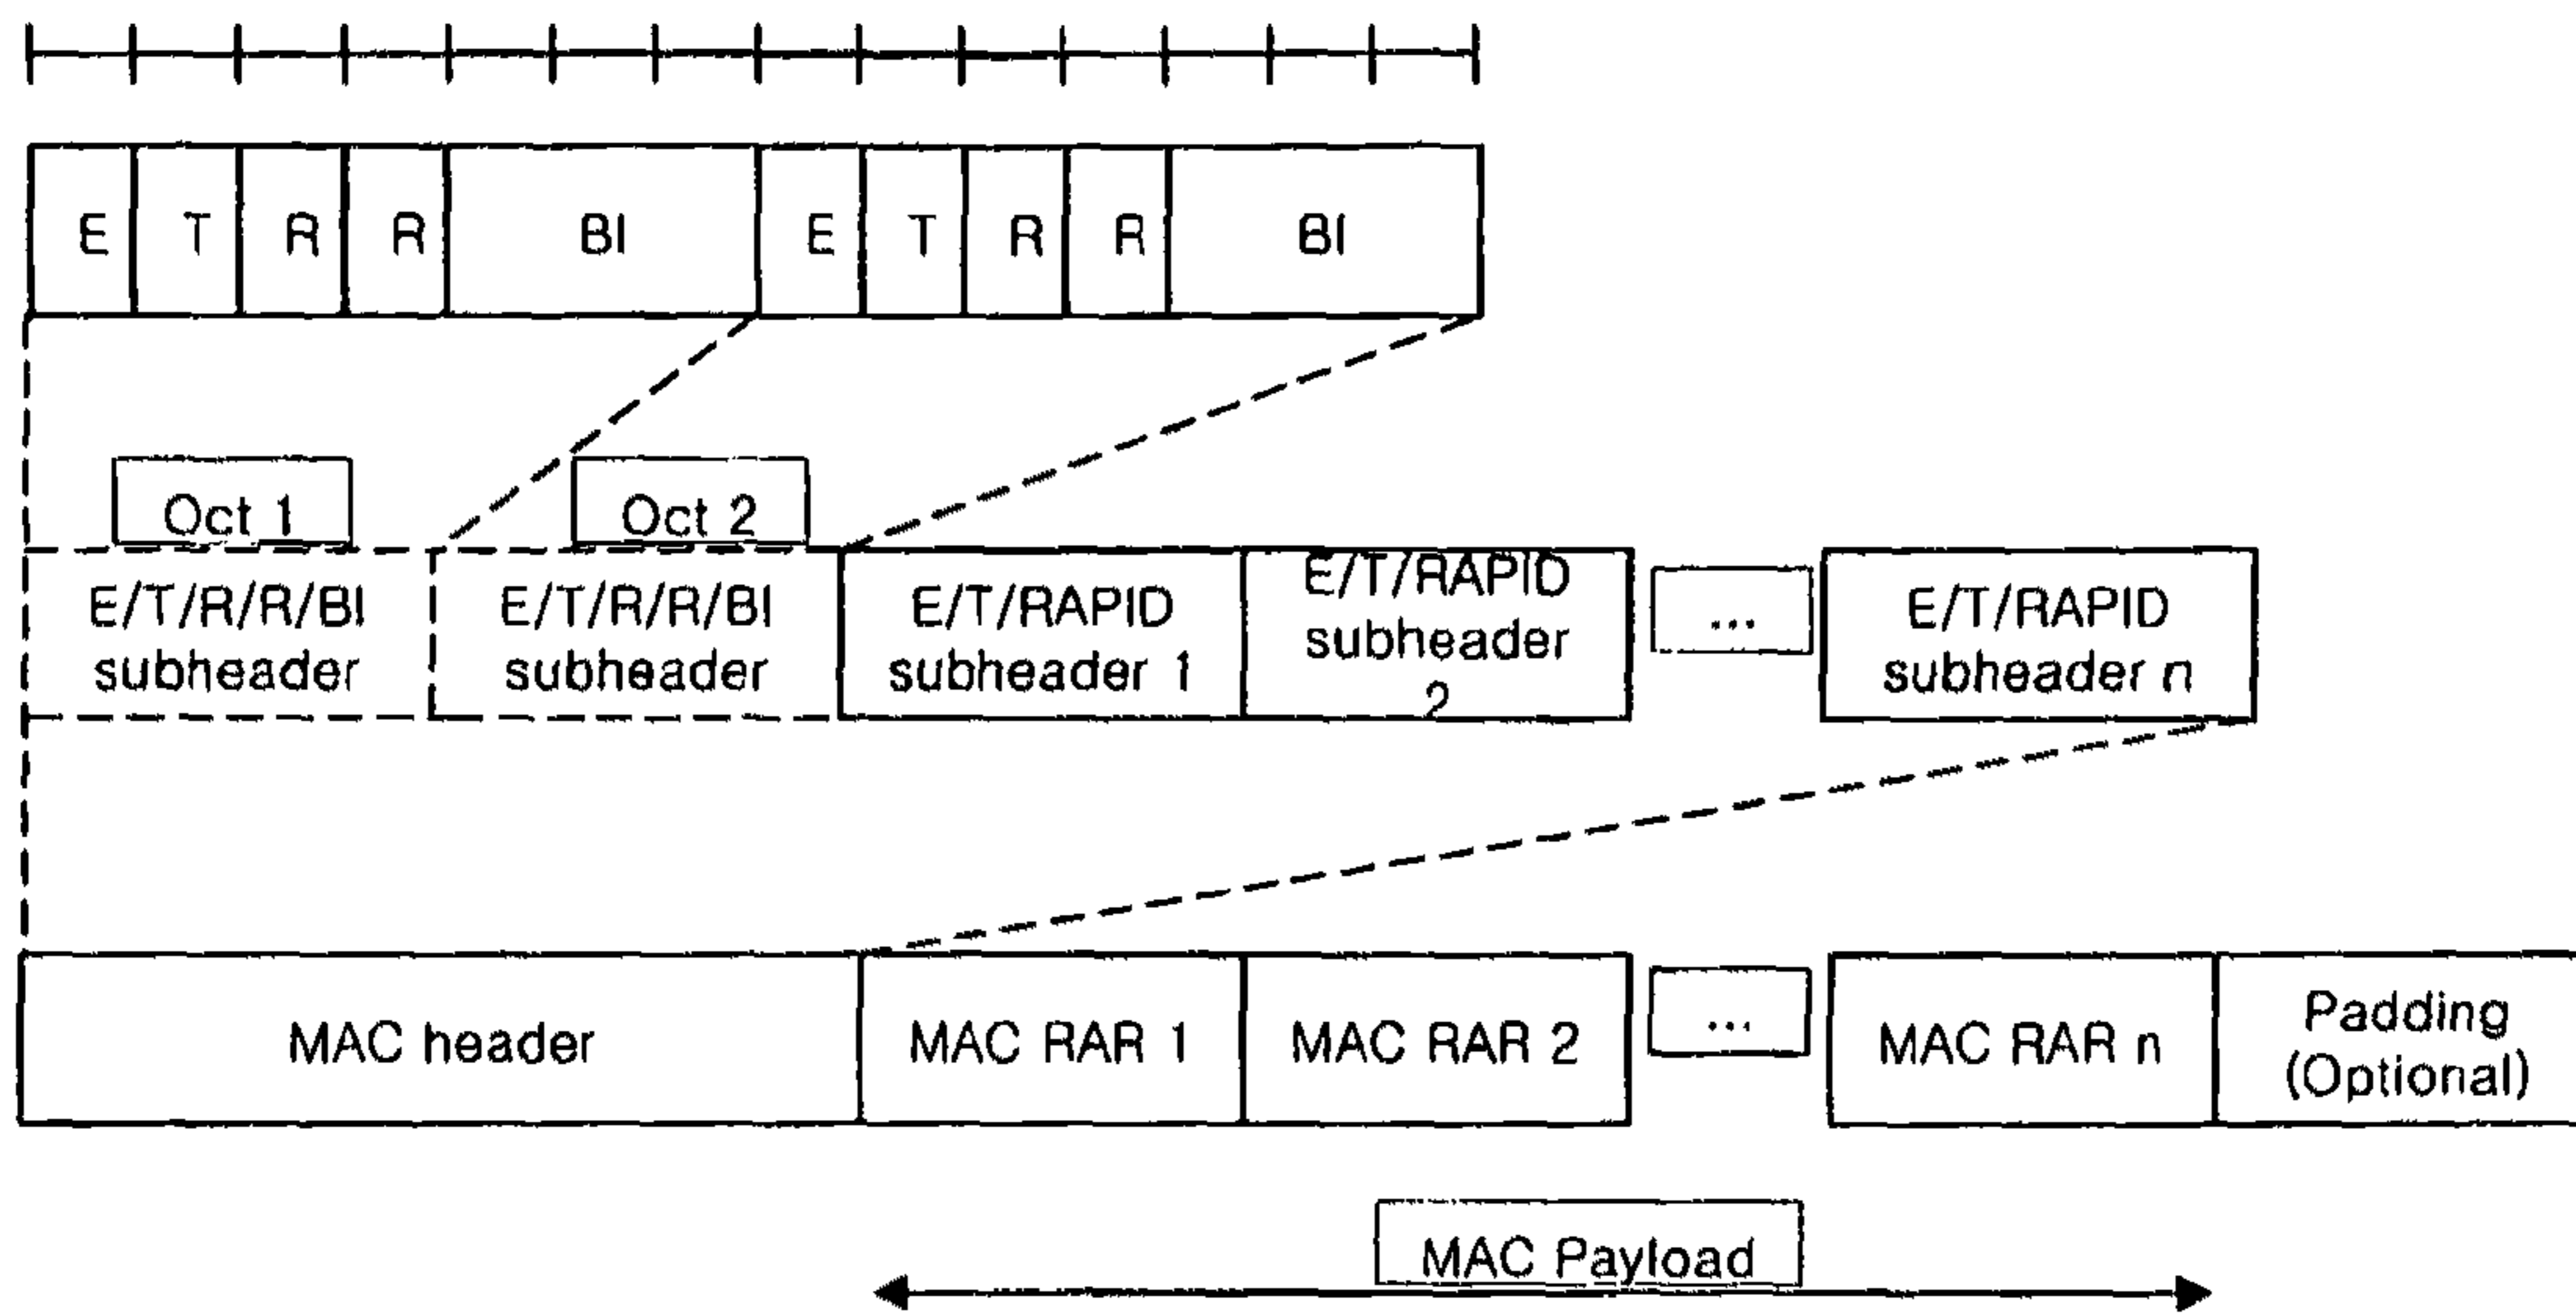 E T R R BI E T R R BI
Oct 1 Oct 2
E/T/R/R/BI
subheader
E/T/R/R/BI
subheader
E/T/RAPID
subheader 1
E/T/RAPID
subheader
2
...
E/T/RAPID
subheader n
MAC header
MAC RAR 1
MAC RAR 2
...
MAC RAR n
Padding
(Optional)
MAC Payload